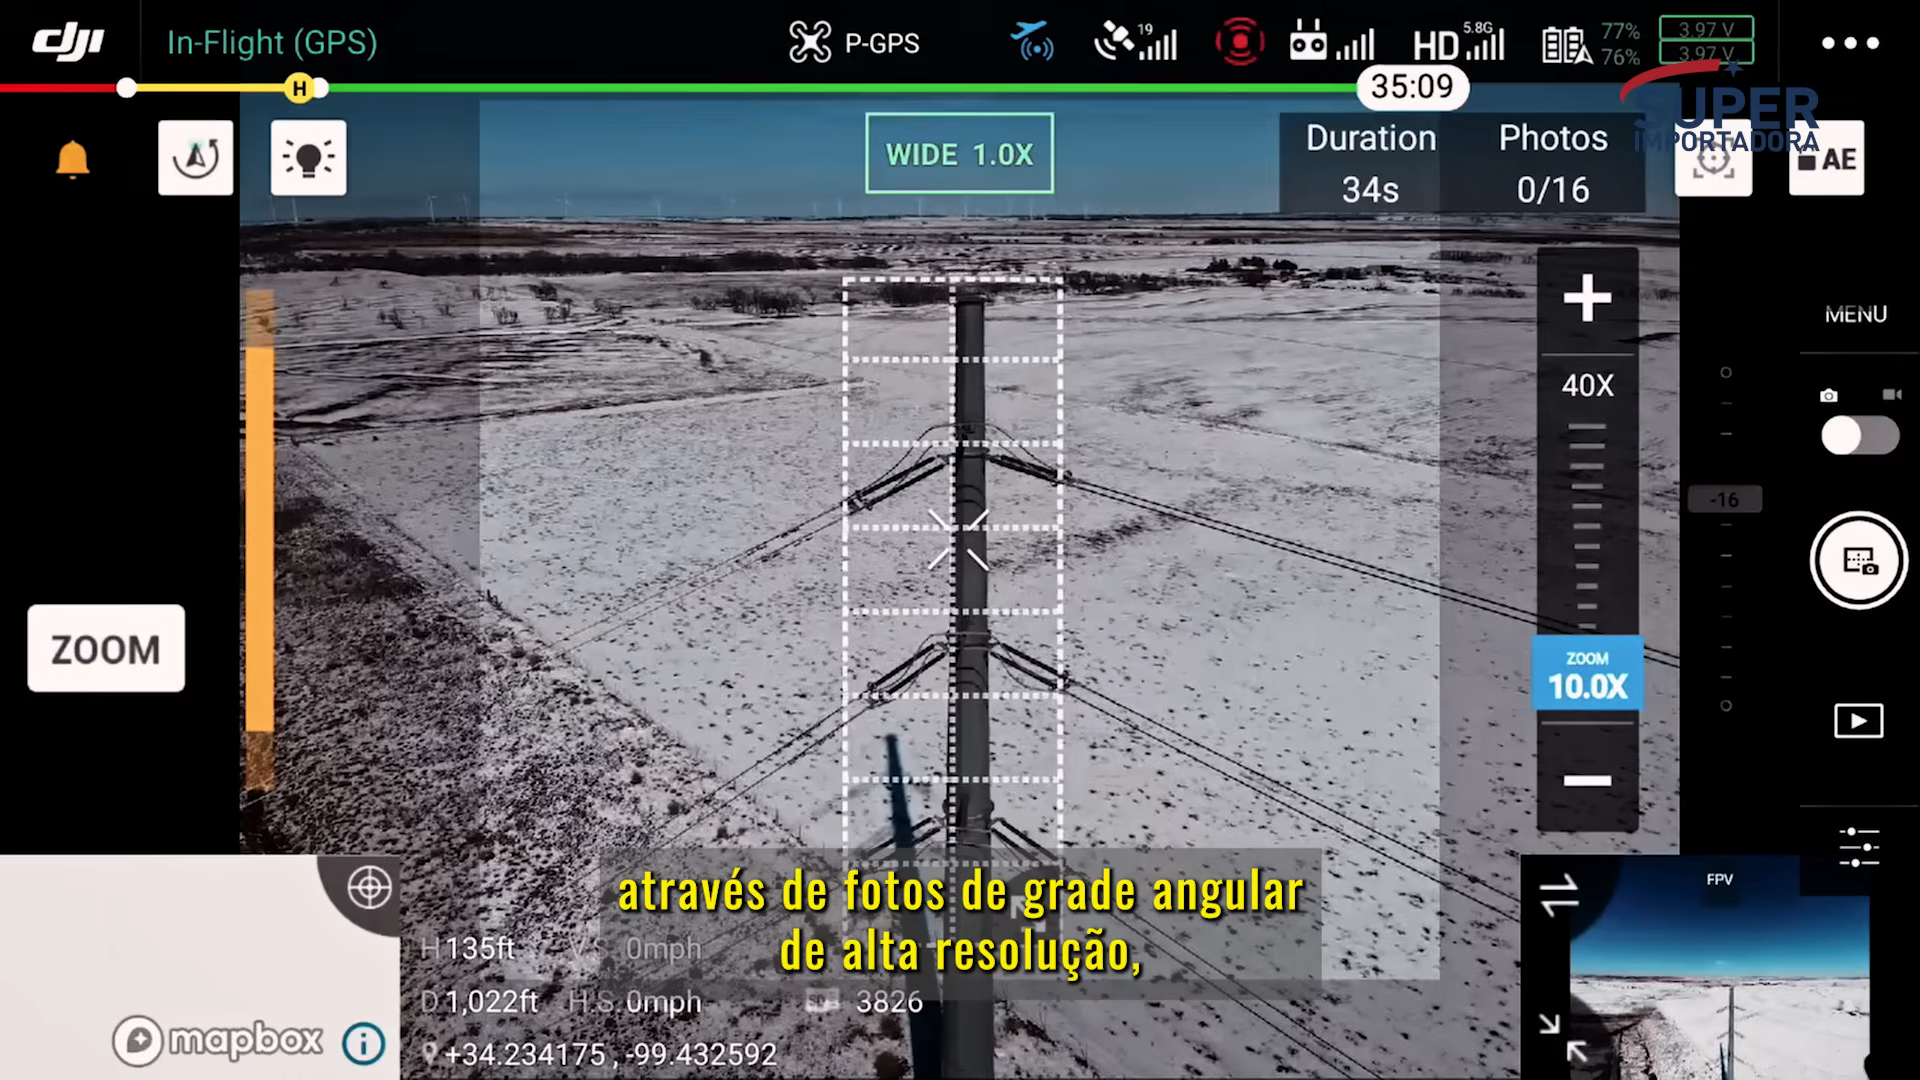 dji
In-Flight (GPS)
P-GPS
19
HD
5.8G
77%
76%
3.97 V
3.97 V
H
35:09
SUPER
IMPORTADORA
WIDE 1.0X
Duration
34s
Photos
0/16
AE
MENU
40X
-16
ZOOM
ZOOM
10.0X
FPV
através de fotos de grade angular
de alta resolução,
H 135ft V.S. 0mph
D 1,022ft H.S. 0mph 3826
+34.234175, -99.432592
mapbox
i